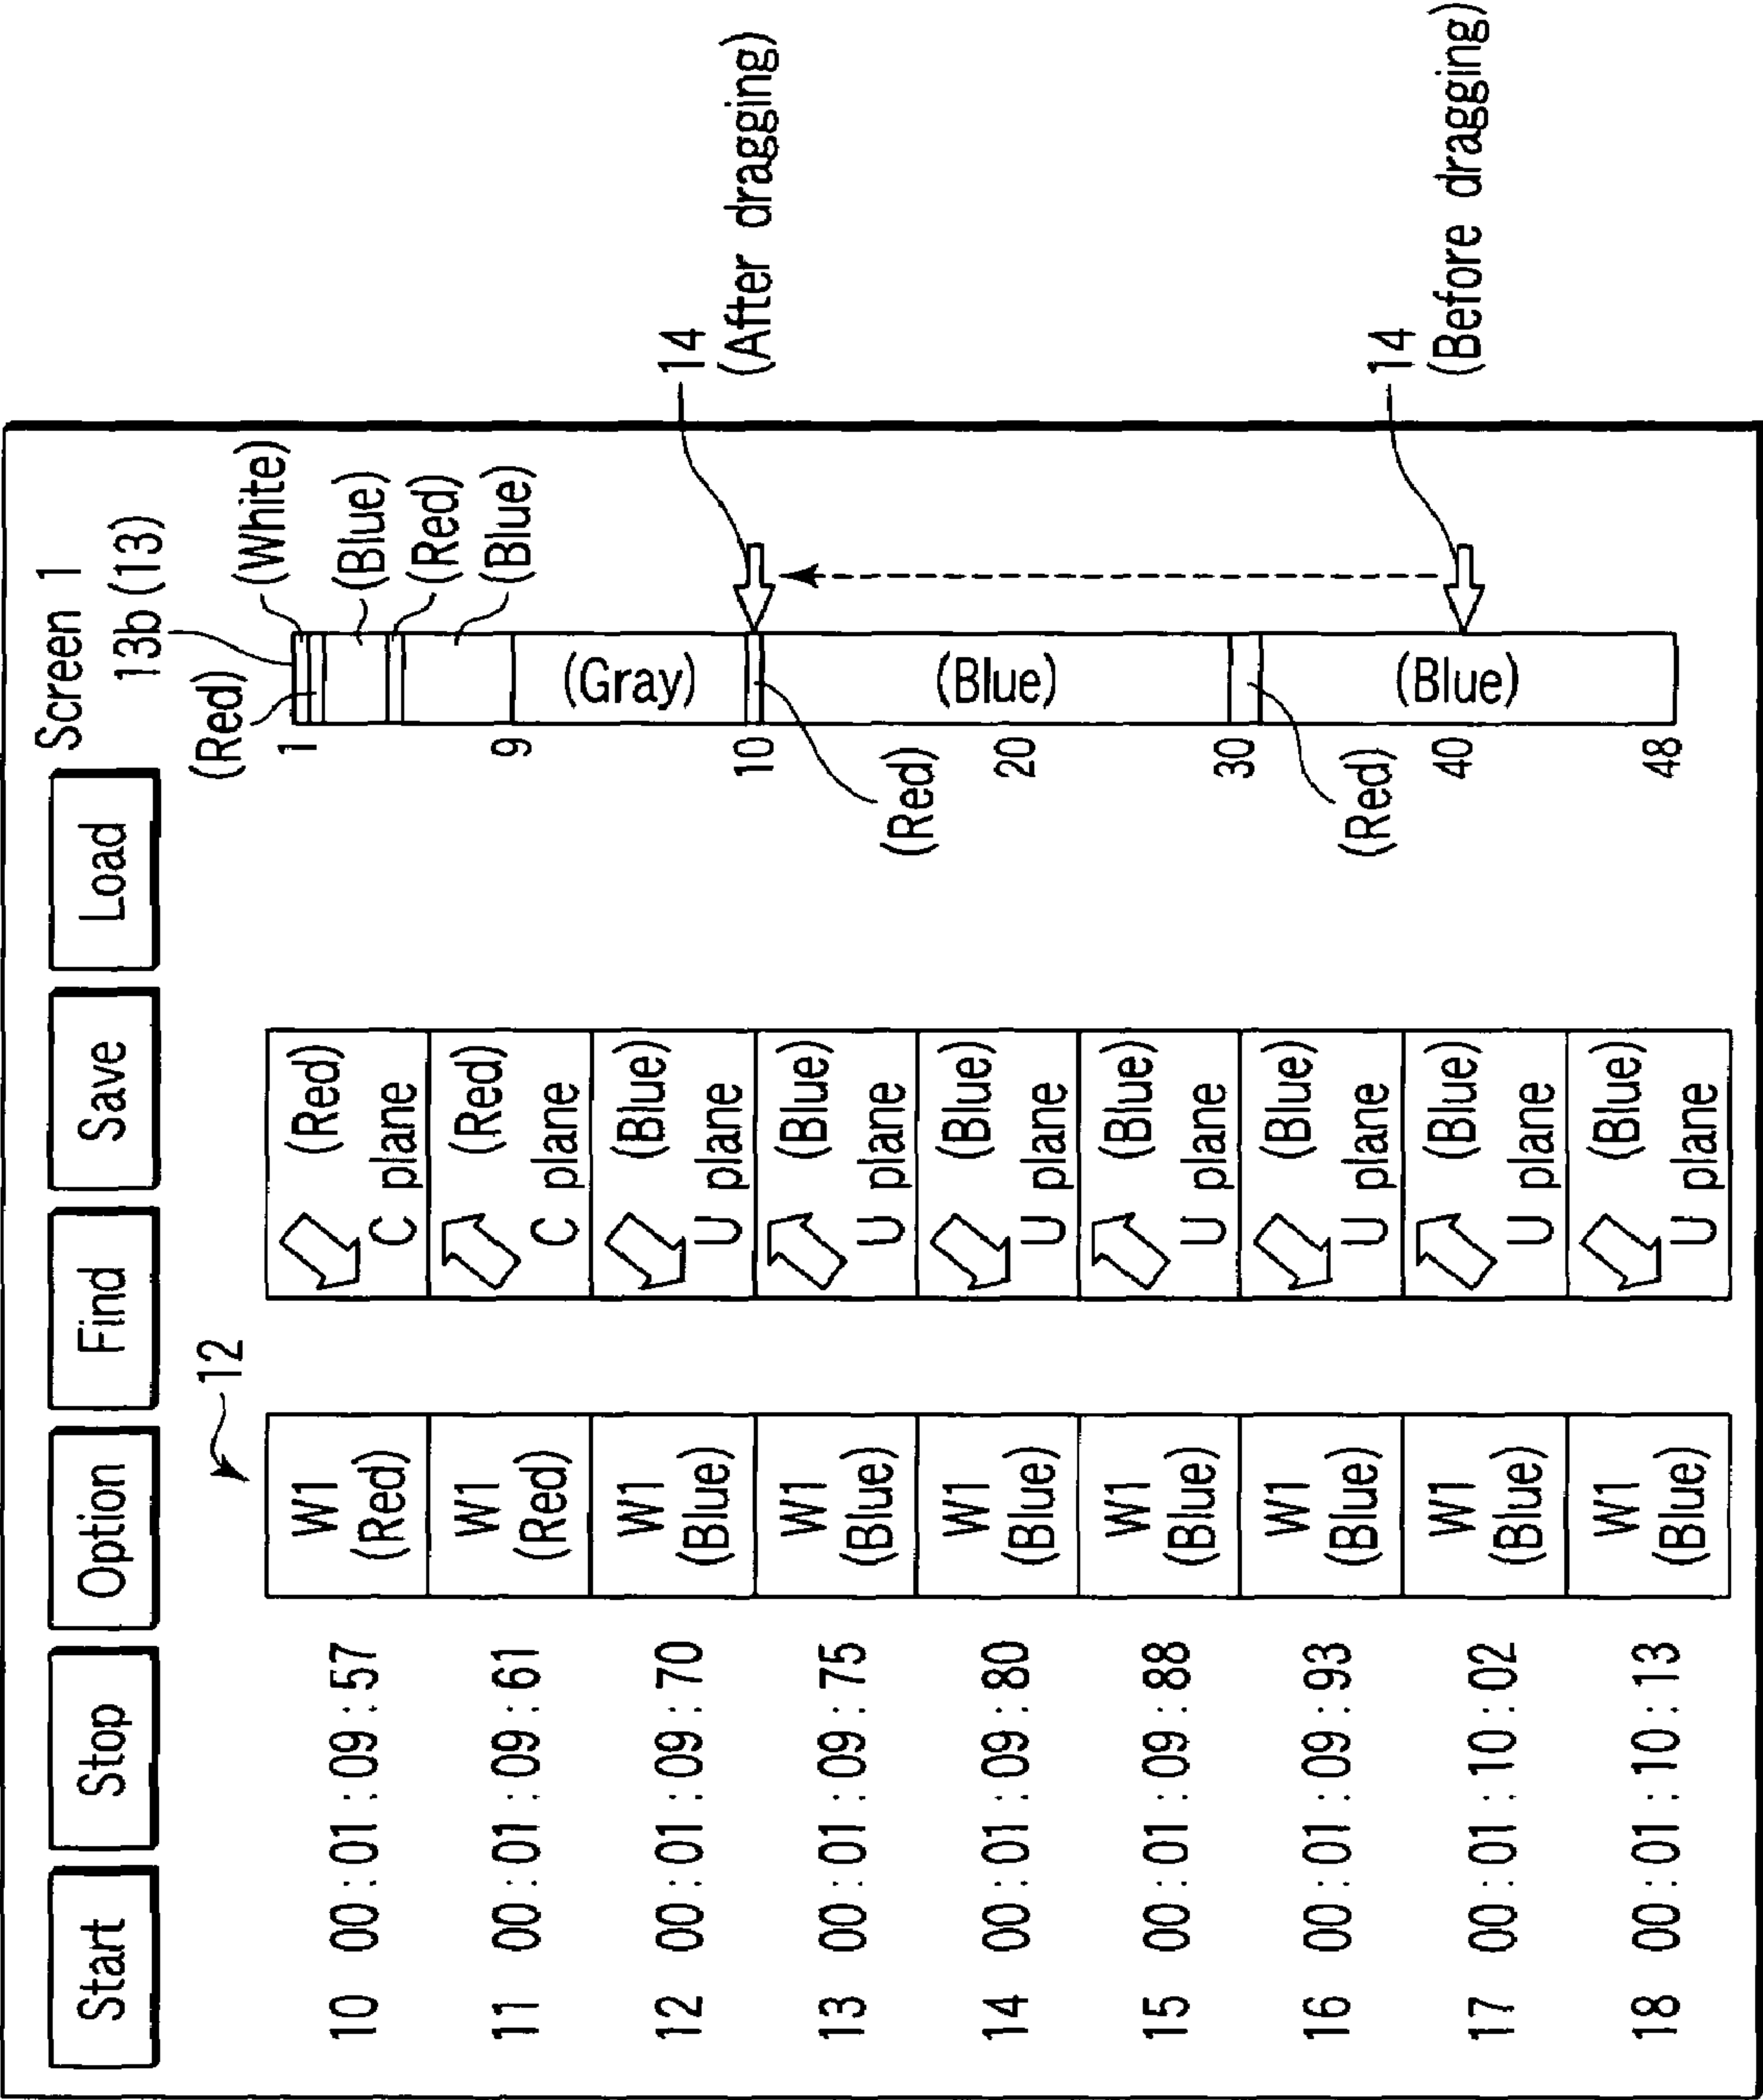 Start Stop Option Find Save Load Screen 1
13b (13)
(Red)
(White)
(Blue)
(Red)
(Blue)
12
10 00 : 01 : 09 : 57 W1 (Red) (Red) C plane
11 00 : 01 : 09 : 61 W1 (Red) (Red) C plane
12 00 : 01 : 09 : 70 W1 (Blue) (Blue) U plane
13 00 : 01 : 09 : 75 W1 (Blue) (Blue) U plane
14 00 : 01 : 09 : 80 W1 (Blue) (Blue) U plane
15 00 : 01 : 09 : 88 W1 (Blue) (Blue) U plane
16 00 : 01 : 09 : 93 W1 (Blue) (Blue) U plane
17 00 : 01 : 10 : 02 W1 (Blue) (Blue) U plane
18 00 : 01 : 10 : 13 W1 (Blue) (Blue) U plane
1
9
(Gray)
10
(Red)
20
(Blue)
30
(Red)
40
(Blue)
48
14
(After dragging)
14
(Before dragging)